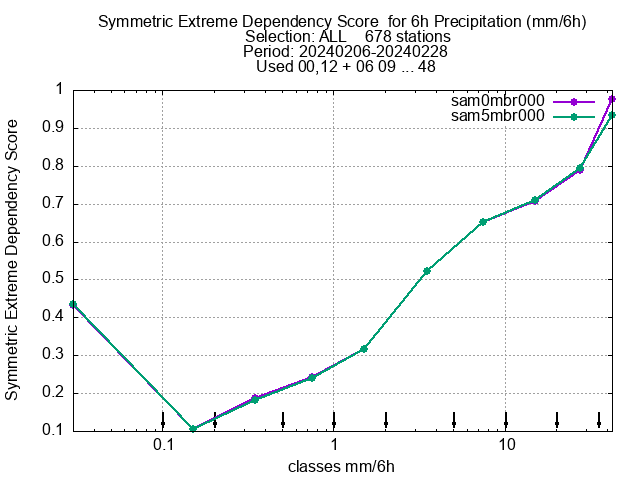 Symmetric Extreme Dependency Score  for 6h Precipitation (mm/6h)
Selection: ALL    678 stations
Period: 20240206-20240228
Used 00,12 + 06 09 ... 48
sam0mbr000
sam5mbr000
1
0.9
0.8
0.7
0.6
0.5
0.4
0.3
0.2
0.1
Symmetric Extreme Dependency Score
0.1 1 10
classes mm/6h